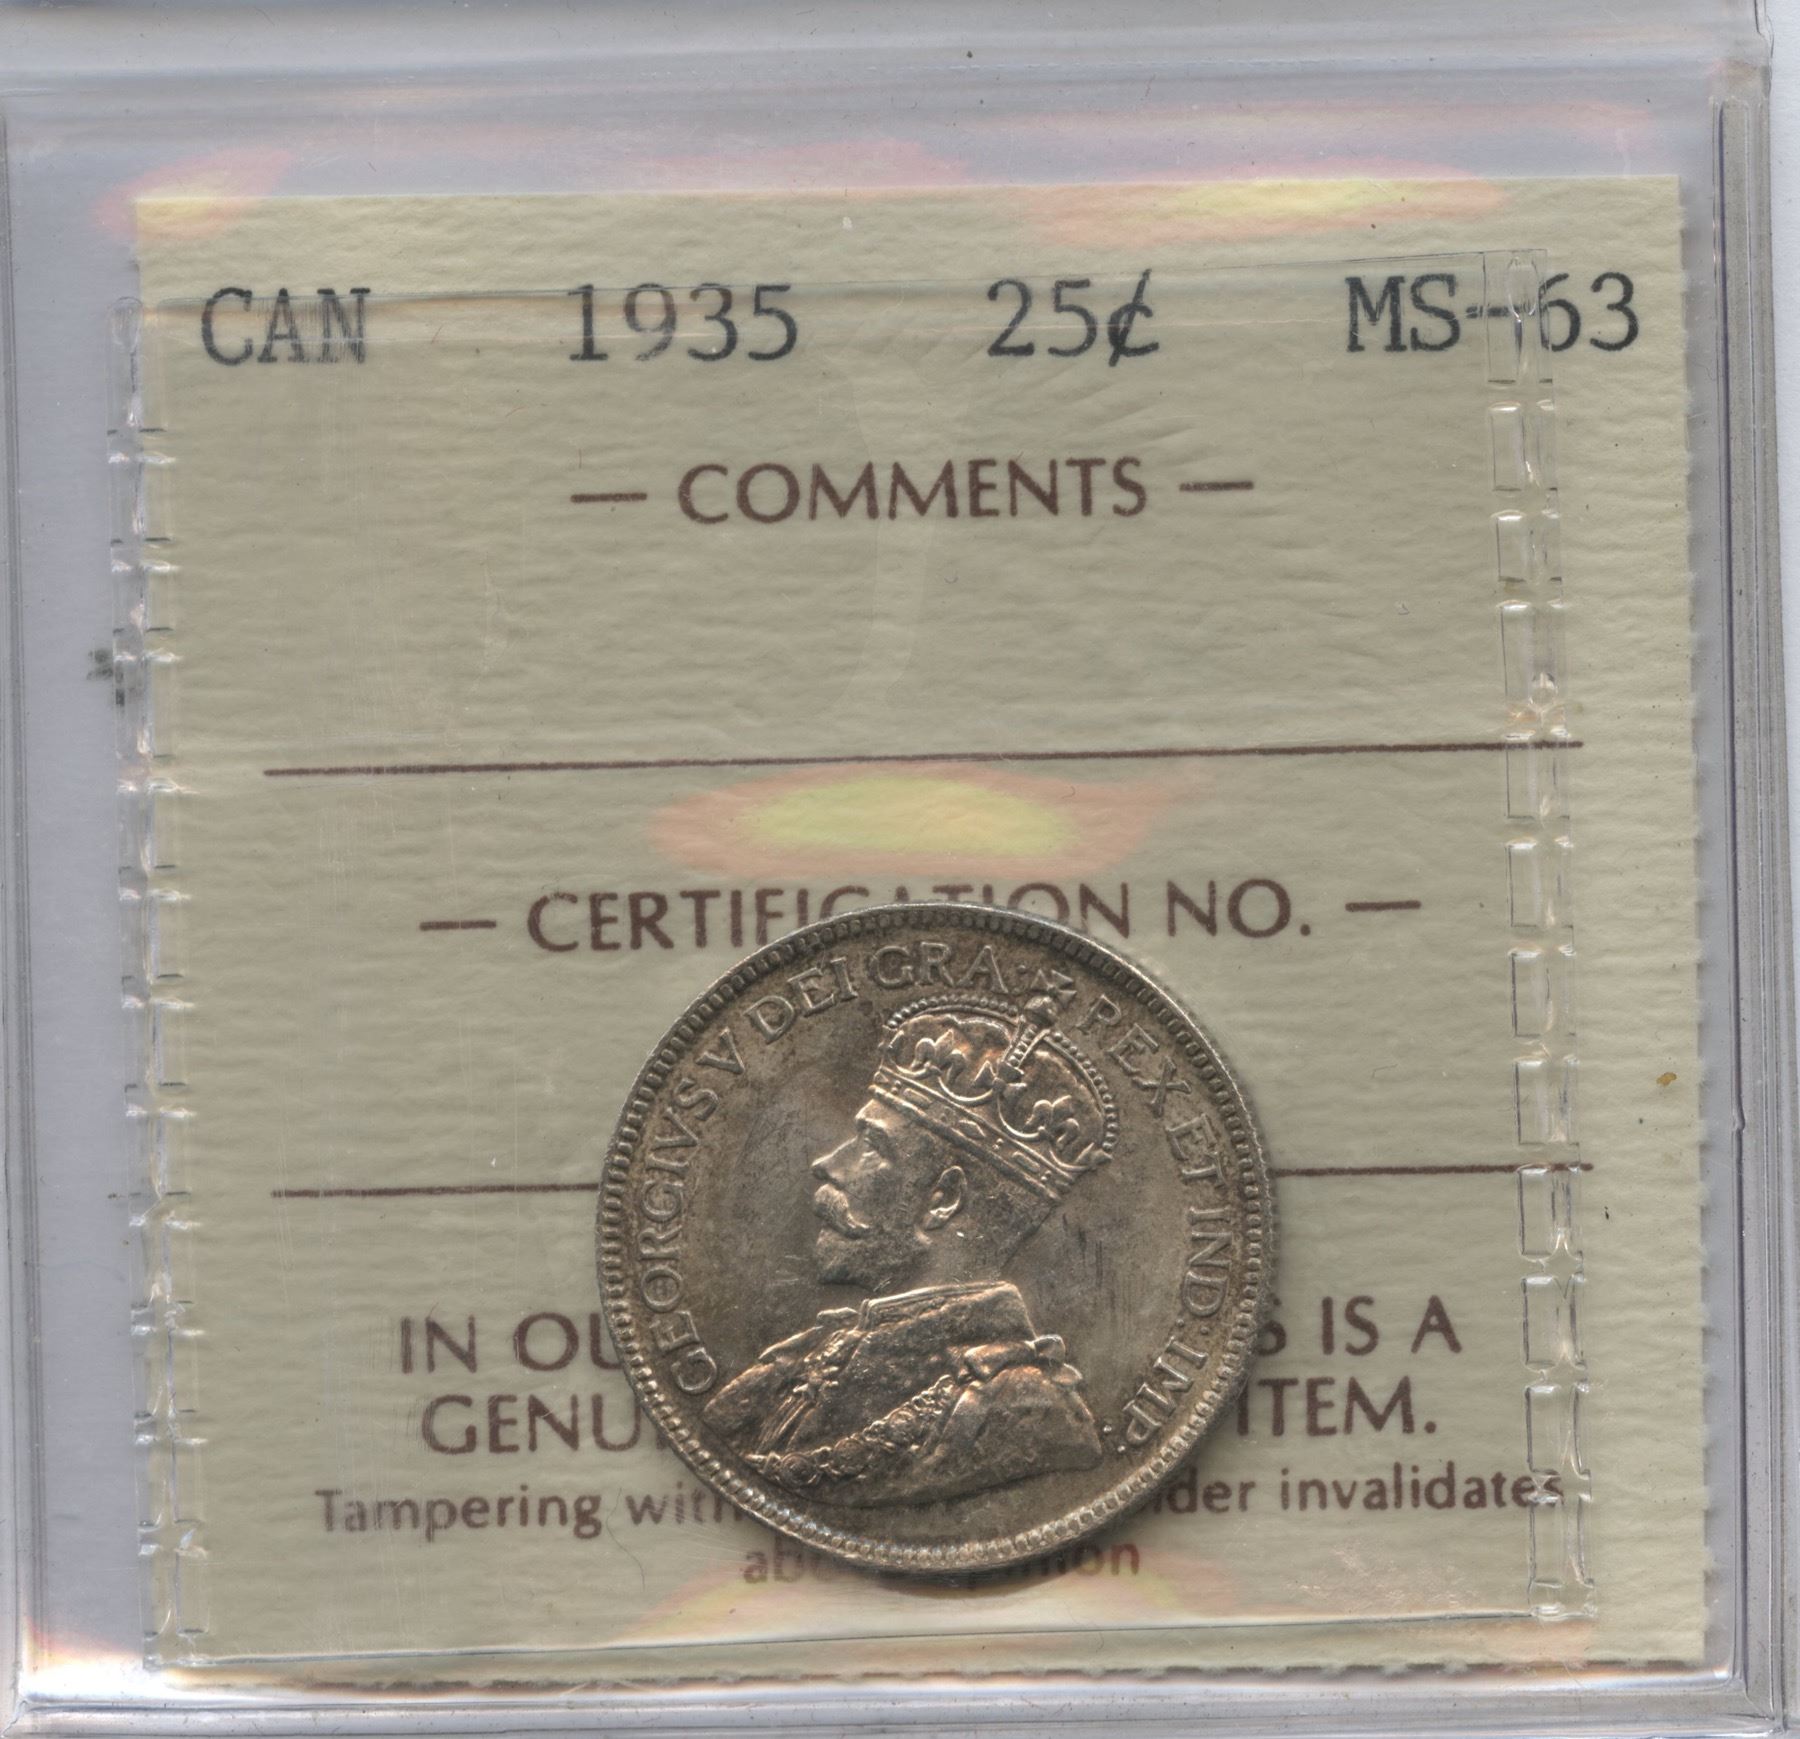 CAN 1935 25¢ MS-63
— COMMENTS —
— CERTIFICATION NO. —
GEORGIVS V DEI GRA: REX ET IND: IMP:
IN OU S IS A
GENU ITEM.
Tampering with der invalidates